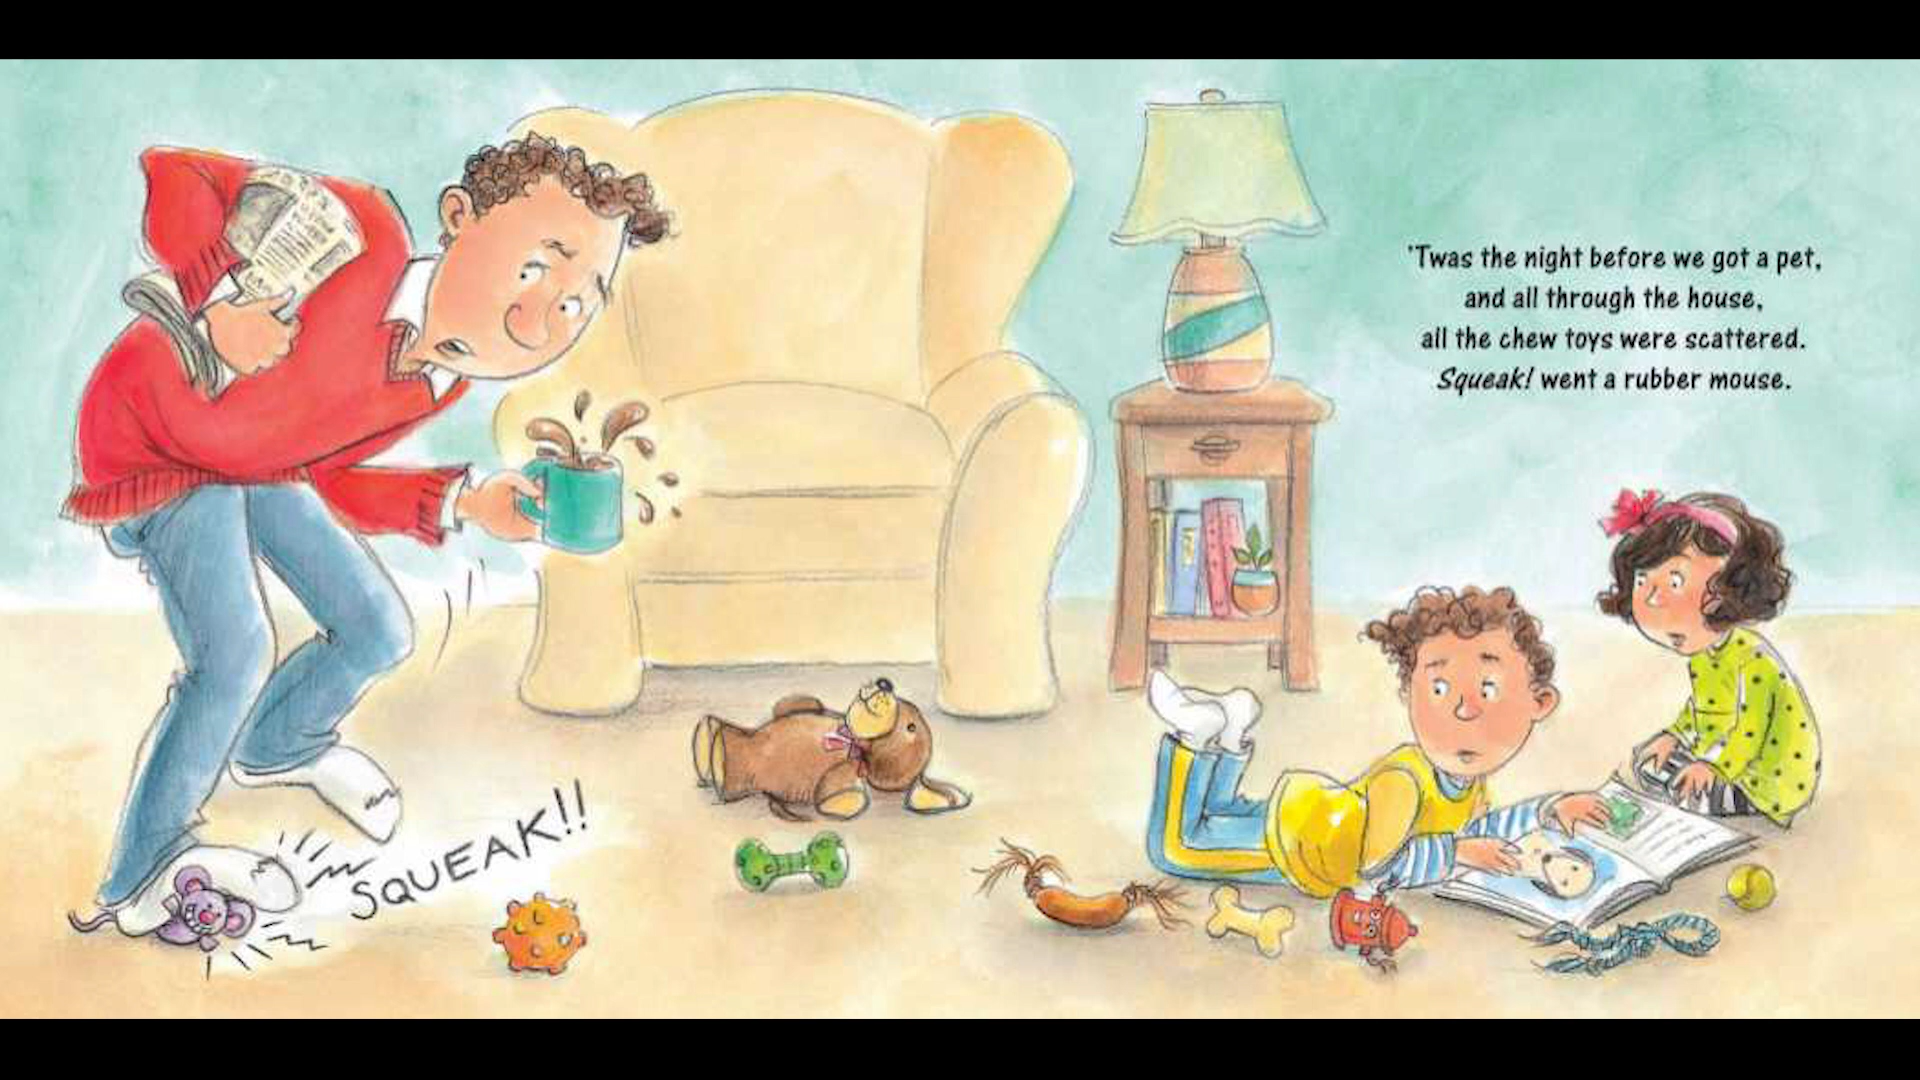 'Twas the night before we got a pet,
and all through the house,
all the chew toys were scattered.
Squeak! went a rubber mouse.
SQUEAK!!